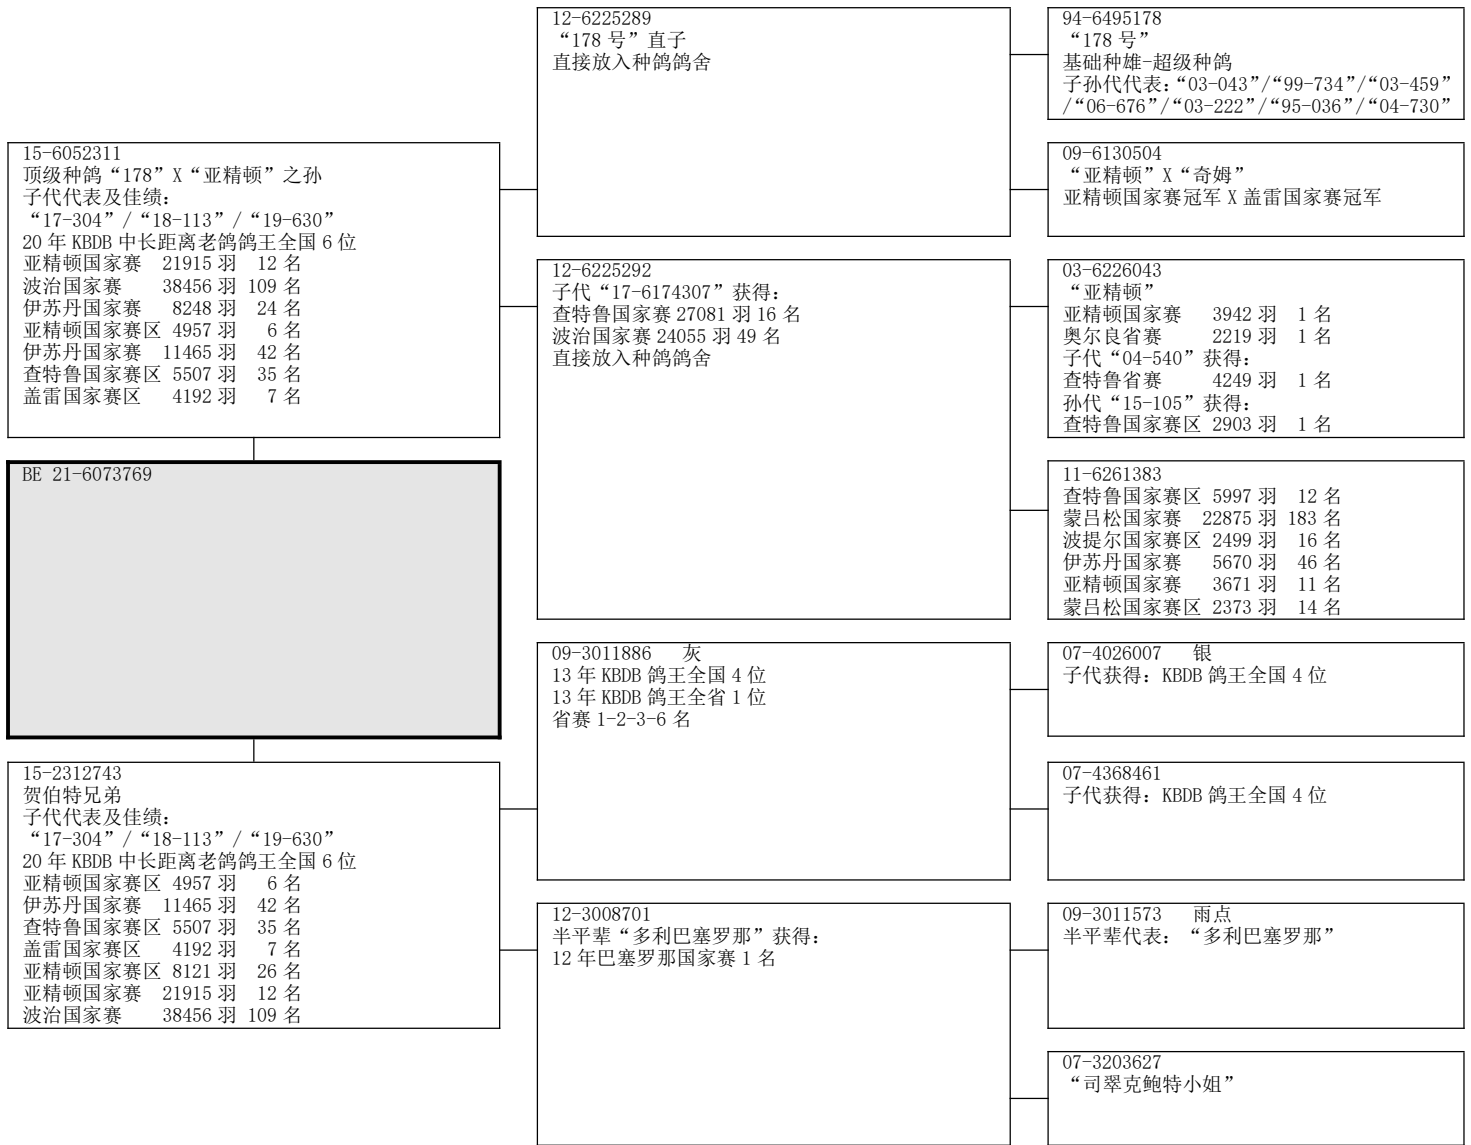 15-6052311
顶级种鸽“178”X“亚精顿”之孙
子代代表及佳绩：
“17-304”/“18-113”/“19-630”
20 年 KBDB 中长距离老鸽鸽王全国 6 位
亚精顿国家赛 21915 羽 12 名
波治国家赛 38456 羽 109 名
伊苏丹国家赛 8248 羽 24 名
亚精顿国家赛区 4957 羽 6 名
伊苏丹国家赛 11465 羽 42 名
查特鲁国家赛区 5507 羽 35 名
盖雷国家赛区 4192 羽 7 名
BE 21-6073769
15-2312743
贺伯特兄弟
子代代表及佳绩：
“17-304”/“18-113”/“19-630”
20 年 KBDB 中长距离老鸽鸽王全国 6 位
亚精顿国家赛区 4957 羽 6 名
伊苏丹国家赛 11465 羽 42 名
查特鲁国家赛区 5507 羽 35 名
盖雷国家赛区 4192 羽 7 名
亚精顿国家赛区 8121 羽 26 名
亚精顿国家赛 21915 羽 12 名
波治国家赛 38456 羽 109 名
12-6225289
“178 号”直子
直接放入种鸽鸽舍
12-6225292
子代“17-6174307”获得：
查特鲁国家赛 27081 羽 16 名
波治国家赛 24055 羽 49 名
直接放入种鸽鸽舍
09-3011886 灰
13 年 KBDB 鸽王全国 4 位
13 年 KBDB 鸽王全省 1 位
省赛 1-2-3-6 名
12-3008701
半平辈“多利巴塞罗那”获得：
12 年巴塞罗那国家赛 1 名
94-6495178
“178 号”
基础种雄-超级种鸽
子孙代代表：“03-043”/“99-734”/“03-459”
/“06-676”/“03-222”/“95-036”/“04-730”
09-6130504
“亚精顿”X“奇姆”
亚精顿国家赛冠军 X 盖雷国家赛冠军
03-6226043
“亚精顿”
亚精顿国家赛 3942 羽 1 名
奥尔良省赛 2219 羽 1 名
子代“04-540”获得：
查特鲁省赛 4249 羽 1 名
孙代“15-105”获得：
查特鲁国家赛区 2903 羽 1 名
11-6261383
查特鲁国家赛区 5997 羽 12 名
蒙吕松国家赛 22875 羽 183 名
波提尔国家赛区 2499 羽 16 名
伊苏丹国家赛 5670 羽 46 名
亚精顿国家赛 3671 羽 11 名
蒙吕松国家赛区 2373 羽 14 名
07-4026007 银
子代获得：KBDB 鸽王全国 4 位
07-4368461
子代获得：KBDB 鸽王全国 4 位
09-3011573 雨点
半平辈代表：“多利巴塞罗那”
07-3203627
“司翠克鲍特小姐”